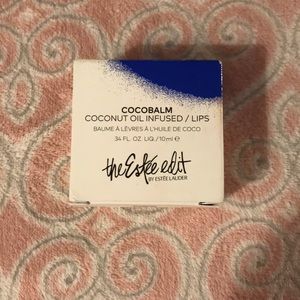 COCOBALM
COCONUT OIL INFUSED / LIPS
BAUME À LÈVRES À L'HUILE DE COCO
.34 FL. OZ. LIQ./10ml ℮
the Estée edit
BY ESTÉE LAUDER